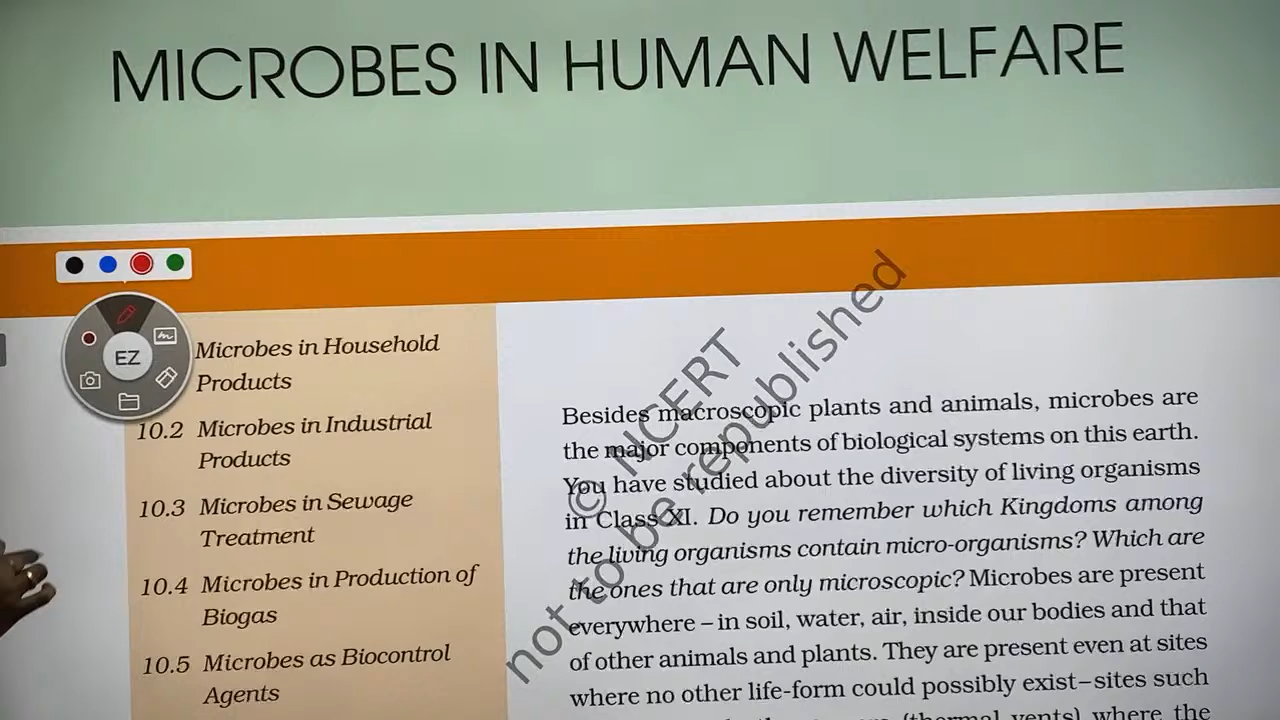 MICROBES IN HUMAN WELFARE
EZ
Microbes in Household
Products
10.2 Microbes in Industrial
Products
10.3 Microbes in Sewage
Treatment
10.4 Microbes in Production of
Biogas
10.5 Microbes as Biocontrol
Agents
Besides macroscopic plants and animals, microbes are
the major components of biological systems on this earth.
You have studied about the diversity of living organisms
in Class XI. Do you remember which Kingdoms among
the living organisms contain micro-organisms? Which are
the ones that are only microscopic? Microbes are present
everywhere – in soil, water, air, inside our bodies and that
of other animals and plants. They are present even at sites
where no other life-form could possibly exist–sites such
(thermal vents) where the
© NCERT
not to be republished